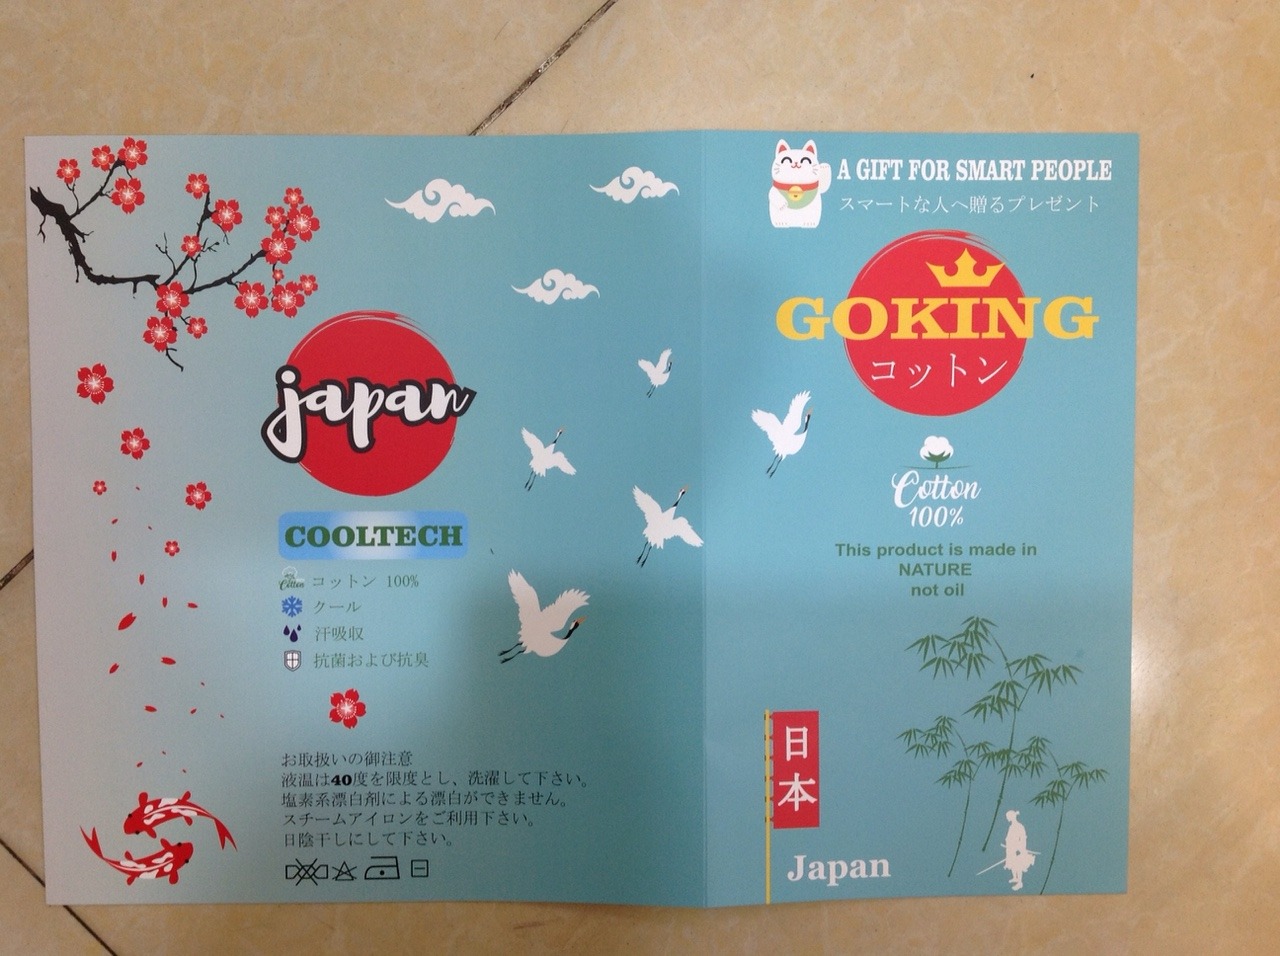 japan
COOLTECH
コットン 100%
クール
汗吸収
抗菌および抗臭
お取扱いの御注意
液温は40度を限度とし、洗濯して下さい。
塩素系漂白剤による漂白ができません。
スチームアイロンをご利用下さい。
日陰干しにして下さい。
A GIFT FOR SMART PEOPLE
スマートな人へ贈るプレゼント
GOKING
コットン
Cotton
100%
This product is made in
NATURE
not oil
日本
Japan